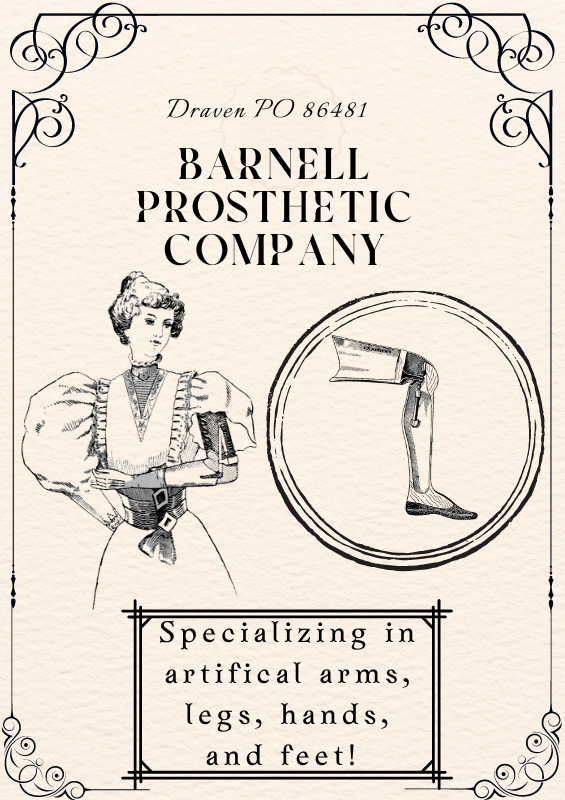 Draven PO 86481
BARNELL
PROSTHETIC
COMPANY
Specializing in
artifical arms,
legs, hands,
and feet!